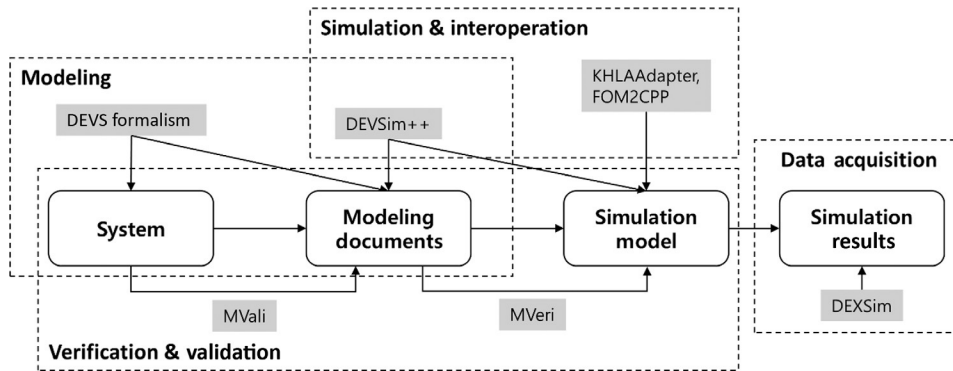 Simulation & interoperation
Modeling
KHLAAdapter,
FOM2CPP
DEVS formalism
DEVSim++
Data acquisition
System
Modeling
documents
Simulation
model
Simulation
results
MVali
MVeri
DEXSim
Verification & validation